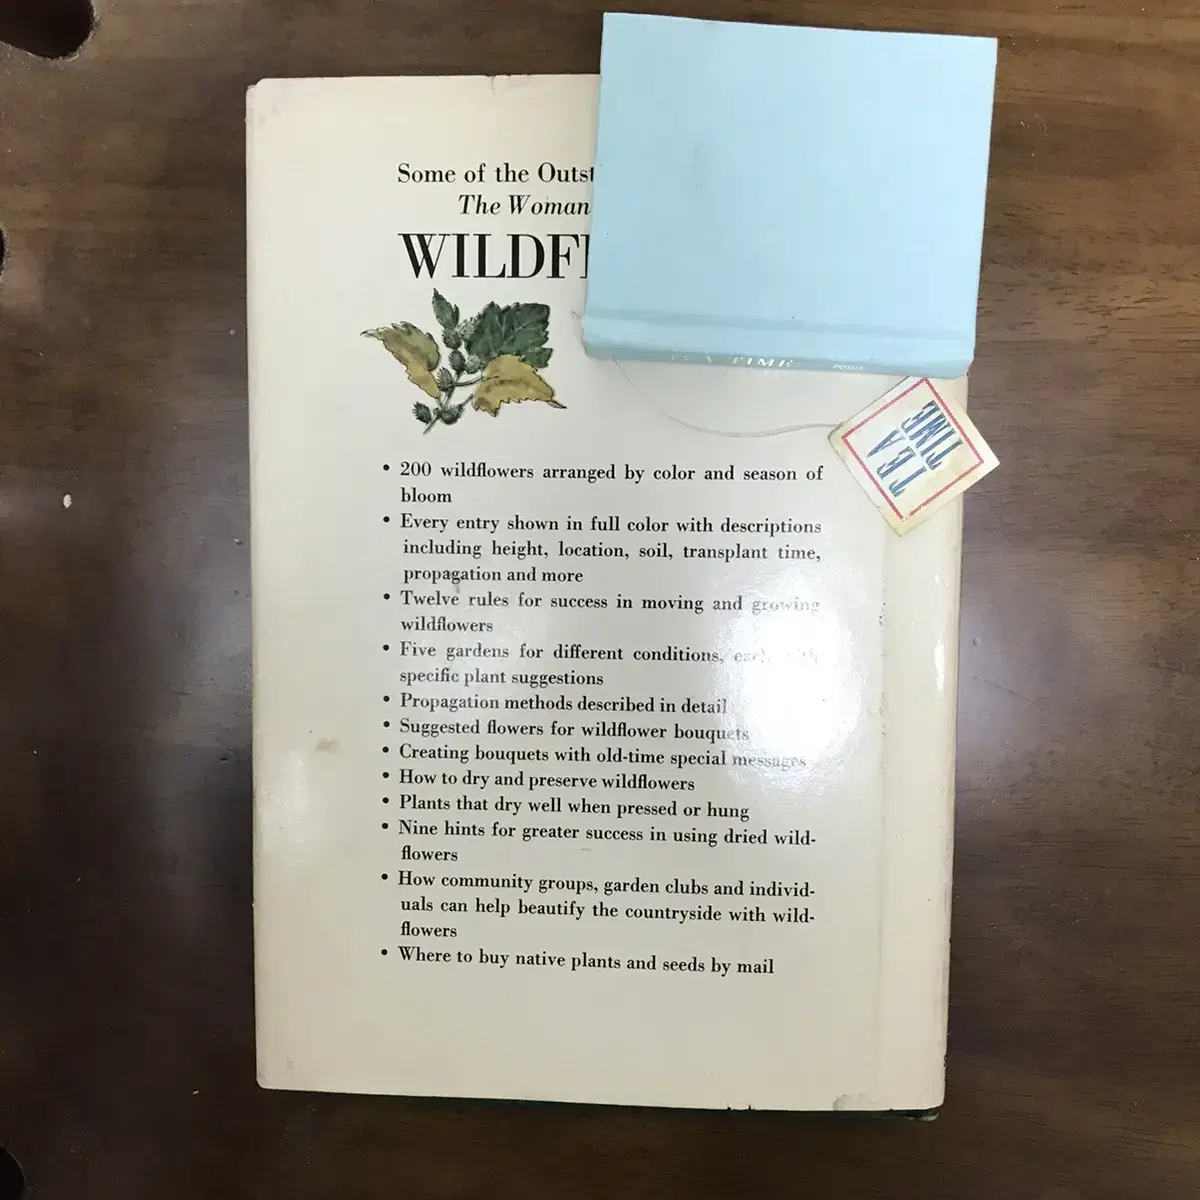 Some of the Outst
The Woman
WILDF
TEA TIME
TEA
TIME
• 200 wildflowers arranged by color and season of
bloom
• Every entry shown in full color with descriptions
including height, location, soil, transplant time,
propagation and more
• Twelve rules for success in moving and growing
wildflowers
• Five gardens for different conditions, each with
specific plant suggestions
• Propagation methods described in detail
• Suggested flowers for wildflower bouquets
• Creating bouquets with old-time special messages
• How to dry and preserve wildflowers
• Plants that dry well when pressed or hung
• Nine hints for greater success in using dried wild-
flowers
• How community groups, garden clubs and individ-
uals can help beautify the countryside with wild-
flowers
• Where to buy native plants and seeds by mail